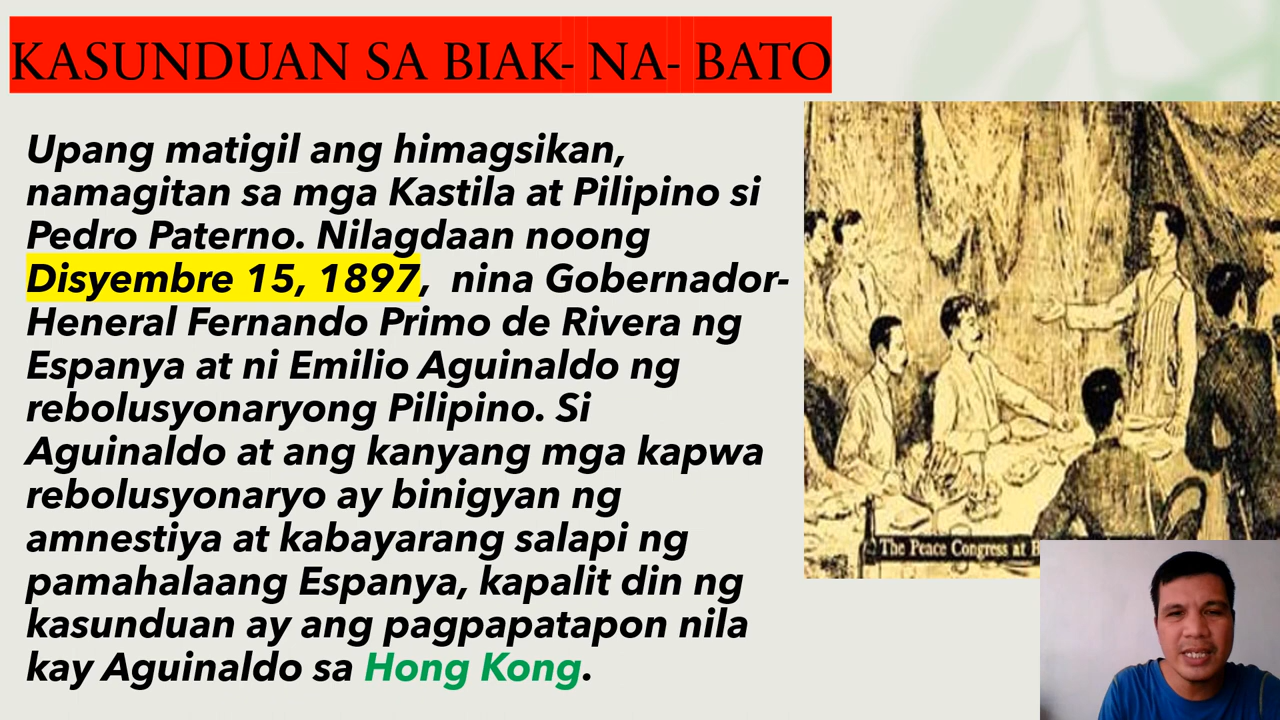 KASUNDUAN SA BIAK- NA- BATO
Upang matigil ang himagsikan,
namagitan sa mga Kastila at Pilipino si
Pedro Paterno. Nilagdaan noong
Disyembre 15, 1897, nina Gobernador-
Heneral Fernando Primo de Rivera ng
Espanya at ni Emilio Aguinaldo ng
rebolusyonaryong Pilipino. Si
Aguinaldo at ang kanyang mga kapwa
rebolusyonaryo ay binigyan ng
amnestiya at kabayarang salapi ng
pamahalaang Espanya, kapalit din ng
kasunduan ay ang pagpapatapon nila
kay Aguinaldo sa Hong Kong.
The Peace Congress at